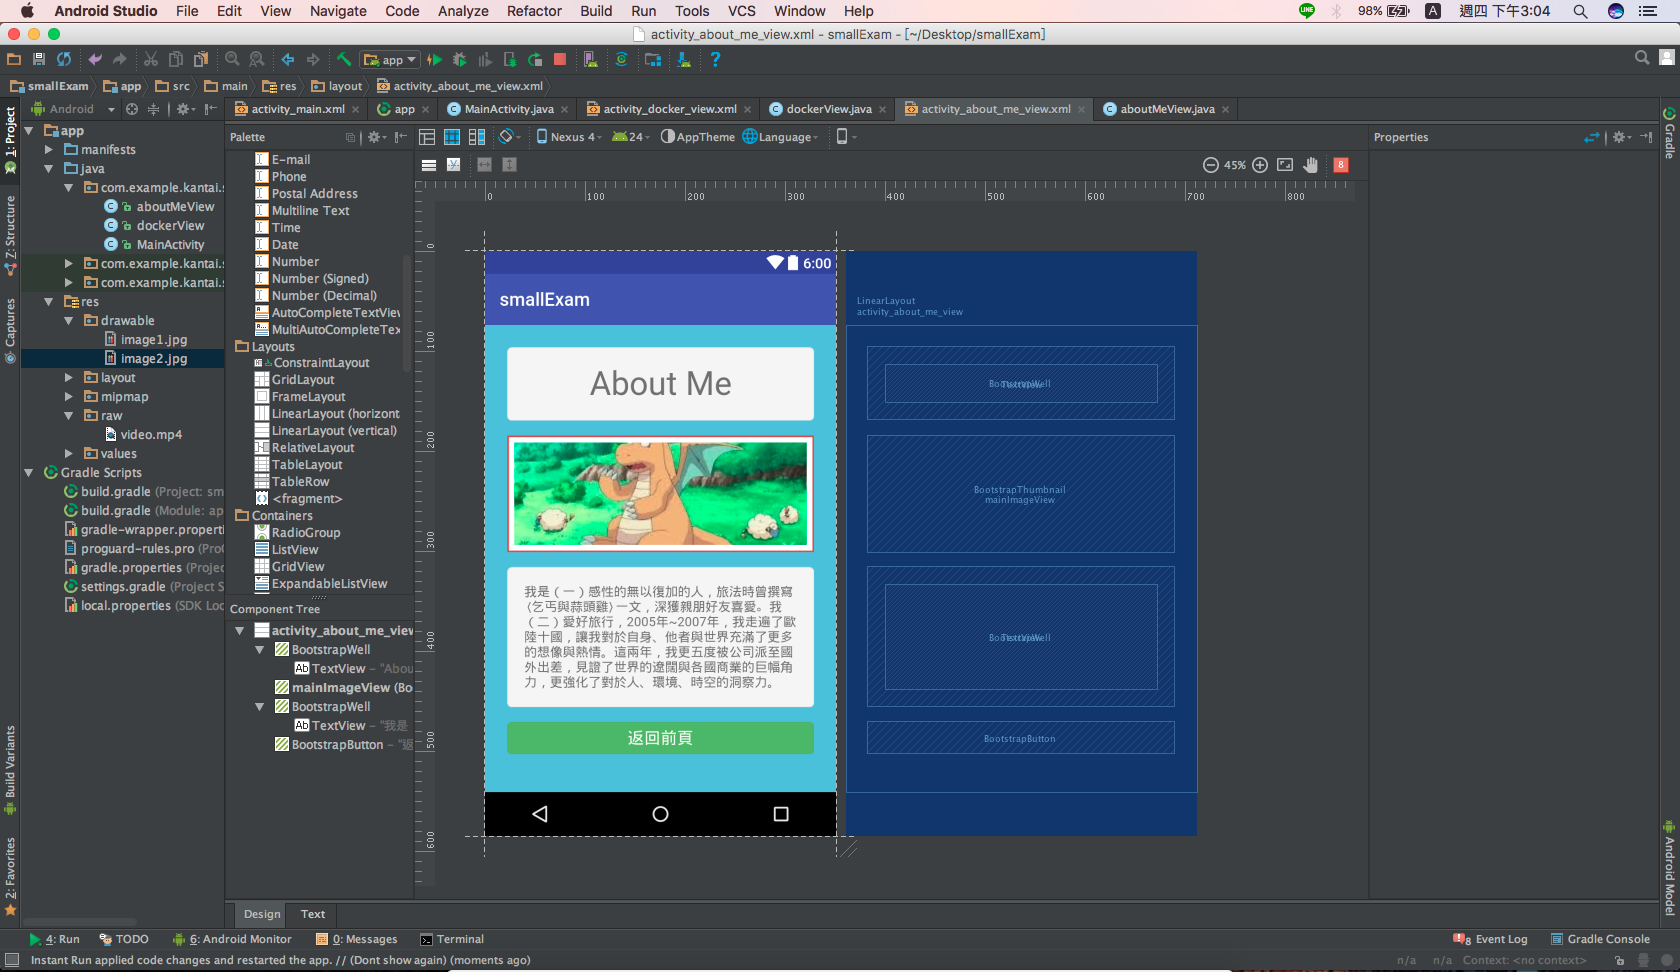 Android Studio File Edit View Navigate Code Analyze Refactor Build Run Tools VCS Window Help 98% A 週四 下午3:04
activity_about_me_view.xml - smallExam - [~/Desktop/smallExam]
app
smallExam app src main res layout activity_about_me_view.xml
Android activity_main.xml app MainActivity.java activity_docker_view.xml dockerView.java activity_about_me_view.xml aboutMeView.java
1: Project
Z: Structure
Captures
Build Variants
2: Favorites
app
manifests
java
com.example.kantai.s
aboutMeView
dockerView
MainActivity
com.example.kantai.s
com.example.kantai.s
res
drawable
image1.jpg
image2.jpg
layout
mipmap
raw
video.mp4
values
Gradle Scripts
build.gradle (Project: sm
build.gradle (Module: ap
gradle-wrapper.properti
proguard-rules.pro (ProG
gradle.properties (Projec
settings.gradle (Project S
local.properties (SDK Loc
Palette
E-mail
Phone
Postal Address
Multiline Text
Time
Date
Number
Number (Signed)
Number (Decimal)
AutoCompleteTextView
MultiAutoCompleteTex
Layouts
ConstraintLayout
GridLayout
FrameLayout
LinearLayout (horizont
LinearLayout (vertical)
RelativeLayout
TableLayout
TableRow
<fragment>
Containers
RadioGroup
ListView
GridView
ExpandableListView
Component Tree
activity_about_me_view
BootstrapWell
TextView - "Abou
mainImageView (Bo
BootstrapWell
TextView - "我是
BootstrapButton - "返
Nexus 4 24 AppTheme Language
45% 8
0 100 200 300 400 500 600 700 800
0
100
200
300
400
500
600
6:00
smallExam
About Me
我是（一）感性的無以復加的人，旅法時曾撰寫
⟨乞丐與蒜頭雞⟩一文，深獲親朋好友喜愛。我
（二）愛好旅行，2005年~2007年，我走遍了歐
陸十國，讓我對於自身、他者與世界充滿了更多
的想像與熱情。這兩年，我更五度被公司派至國
外出差，見證了世界的遼闊與各國商業的巨幅角
力，更強化了對於人、環境、時空的洞察力。
返回前頁
LinearLayout
activity_about_me_view
BootstrapWell
TextView
BootstrapThumbnail
mainImageView
BootstrapWell
TextView
BootstrapButton
Properties
Gradle
Android Model
Design Text
4: Run TODO 6: Android Monitor 0: Messages Terminal 8 Event Log Gradle Console
Instant Run applied code changes and restarted the app. // (Dont show again) (moments ago) n/a n/a Context: <no context>